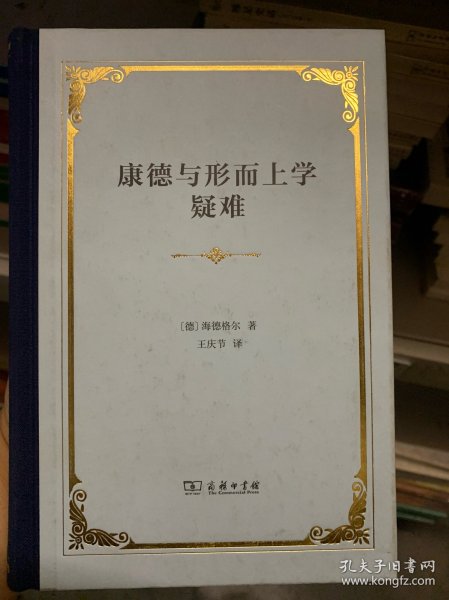 康德与形而上学
疑难
[德] 海德格尔 著
王庆节 译
商务印书馆
The Commercial Press
孔夫子旧书网
www.kongfz.com